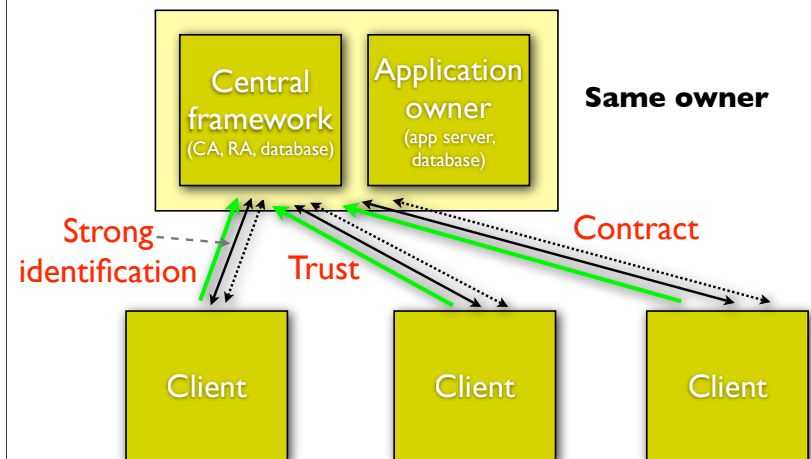 Central
framework
(CA, RA, database)
Application
owner
(app server,
database)
Same owner
Strong
identification
Trust
Contract
Client
Client
Client